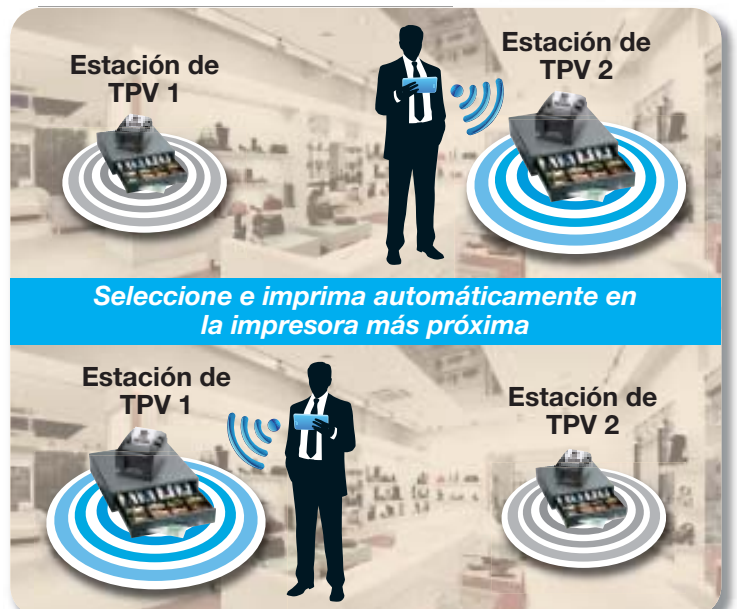 Estación de
TPV 1
Estación de
TPV 2
Seleccione e imprima automáticamente en
la impresora más próxima
Estación de
TPV 1
Estación de
TPV 2